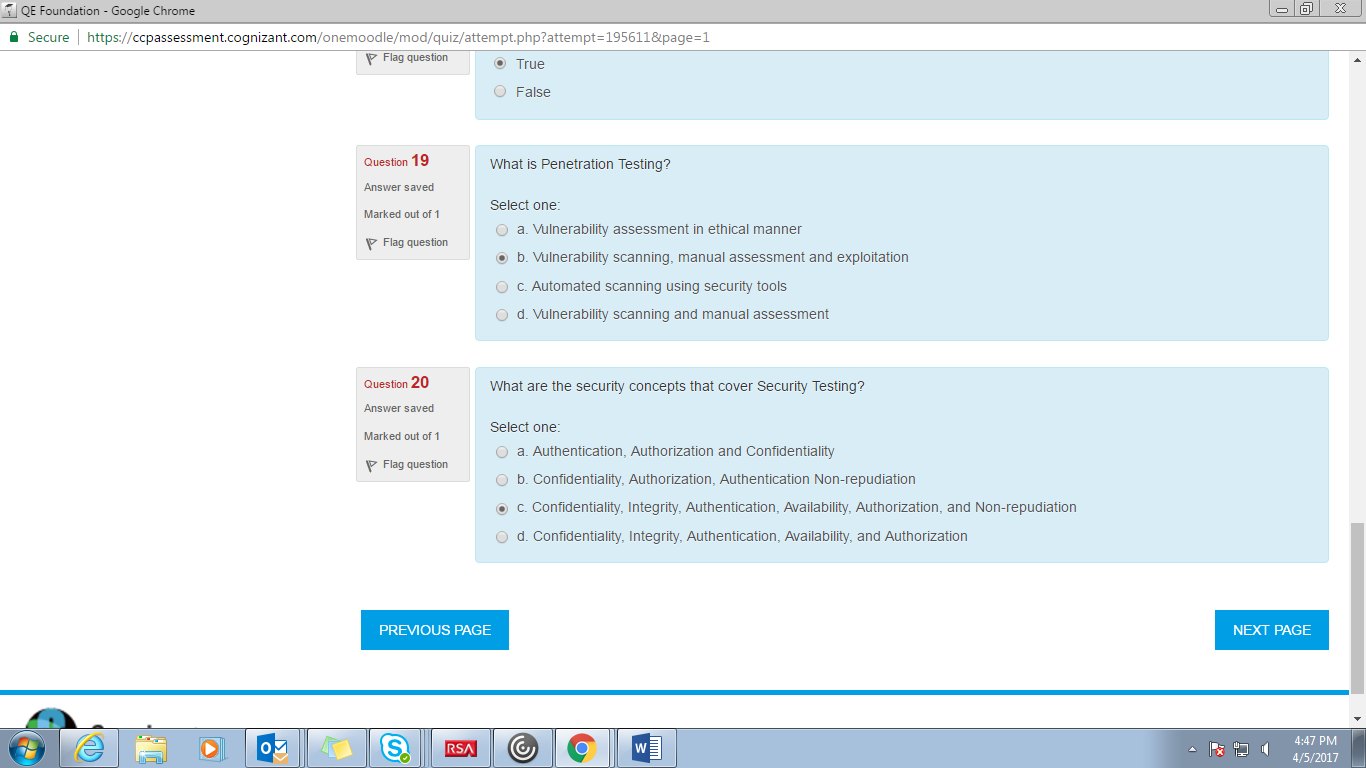 QE Foundation - Google Chrome
Secure https://ccpassessment.cognizant.com/onemoodle/mod/quiz/attempt.php?attempt=195611&page=1
Flag question
True
False
Question 19
Answer saved
Marked out of 1
Flag question
What is Penetration Testing?
Select one:
a. Vulnerability assessment in ethical manner
b. Vulnerability scanning, manual assessment and exploitation
c. Automated scanning using security tools
d. Vulnerability scanning and manual assessment
Question 20
Answer saved
Marked out of 1
Flag question
What are the security concepts that cover Security Testing?
Select one:
a. Authentication, Authorization and Confidentiality
b. Confidentiality, Authorization, Authentication Non-repudiation
c. Confidentiality, Integrity, Authentication, Availability, Authorization, and Non-repudiation
d. Confidentiality, Integrity, Authentication, Availability, and Authorization
PREVIOUS PAGE
NEXT PAGE
RSA
4:47 PM
4/5/2017